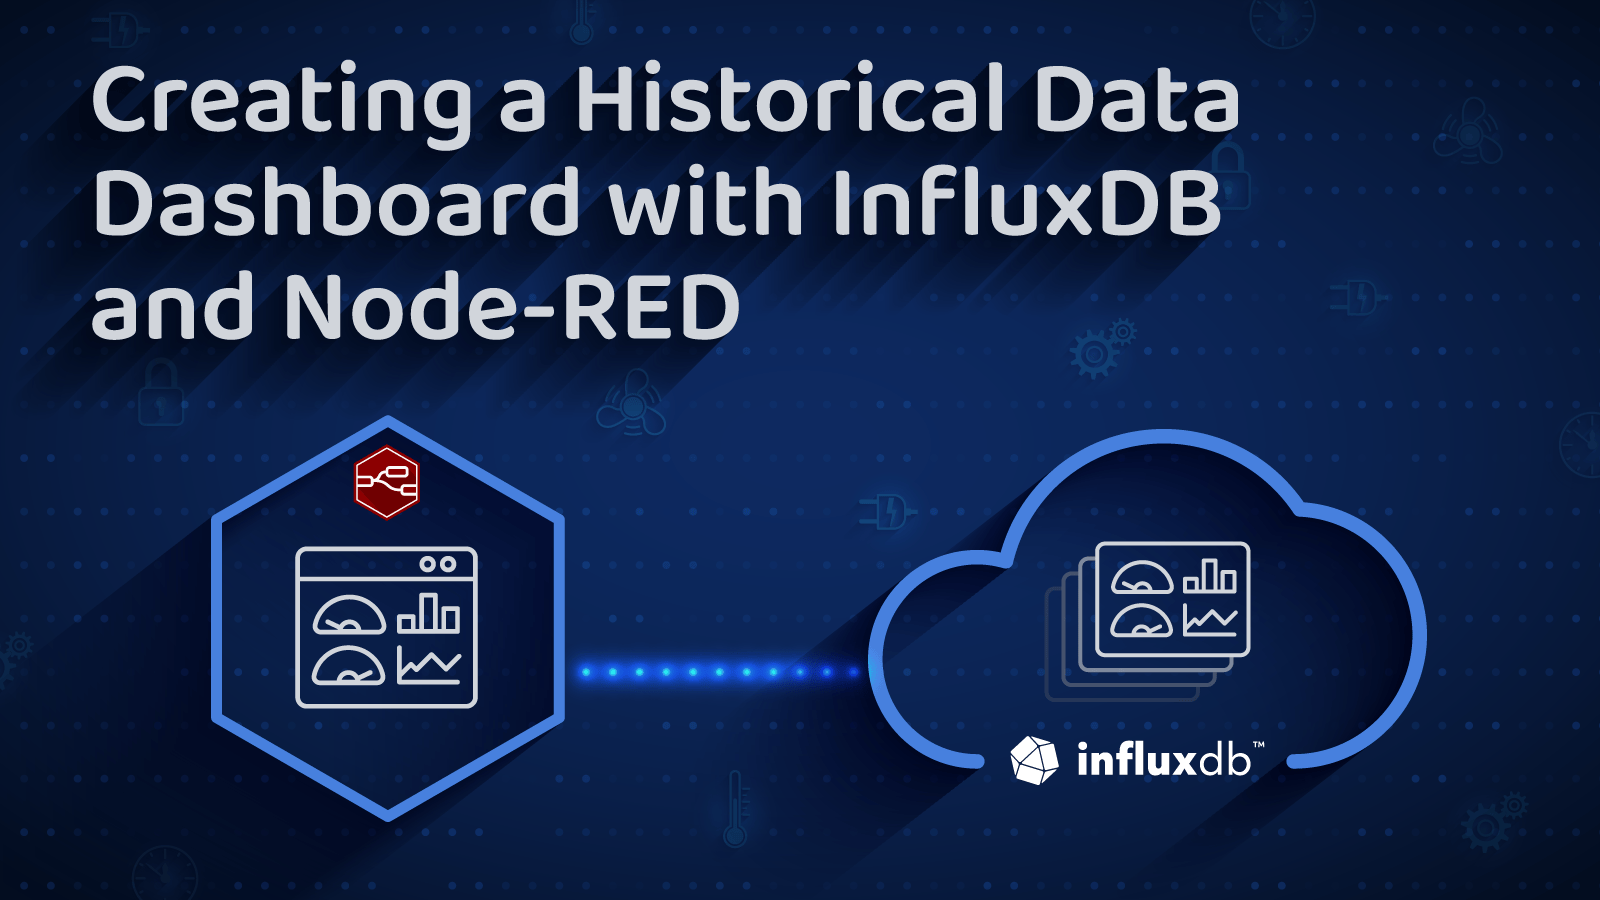 Creating a Historical Data
Dashboard with InfluxDB
and Node-RED
influxdb™